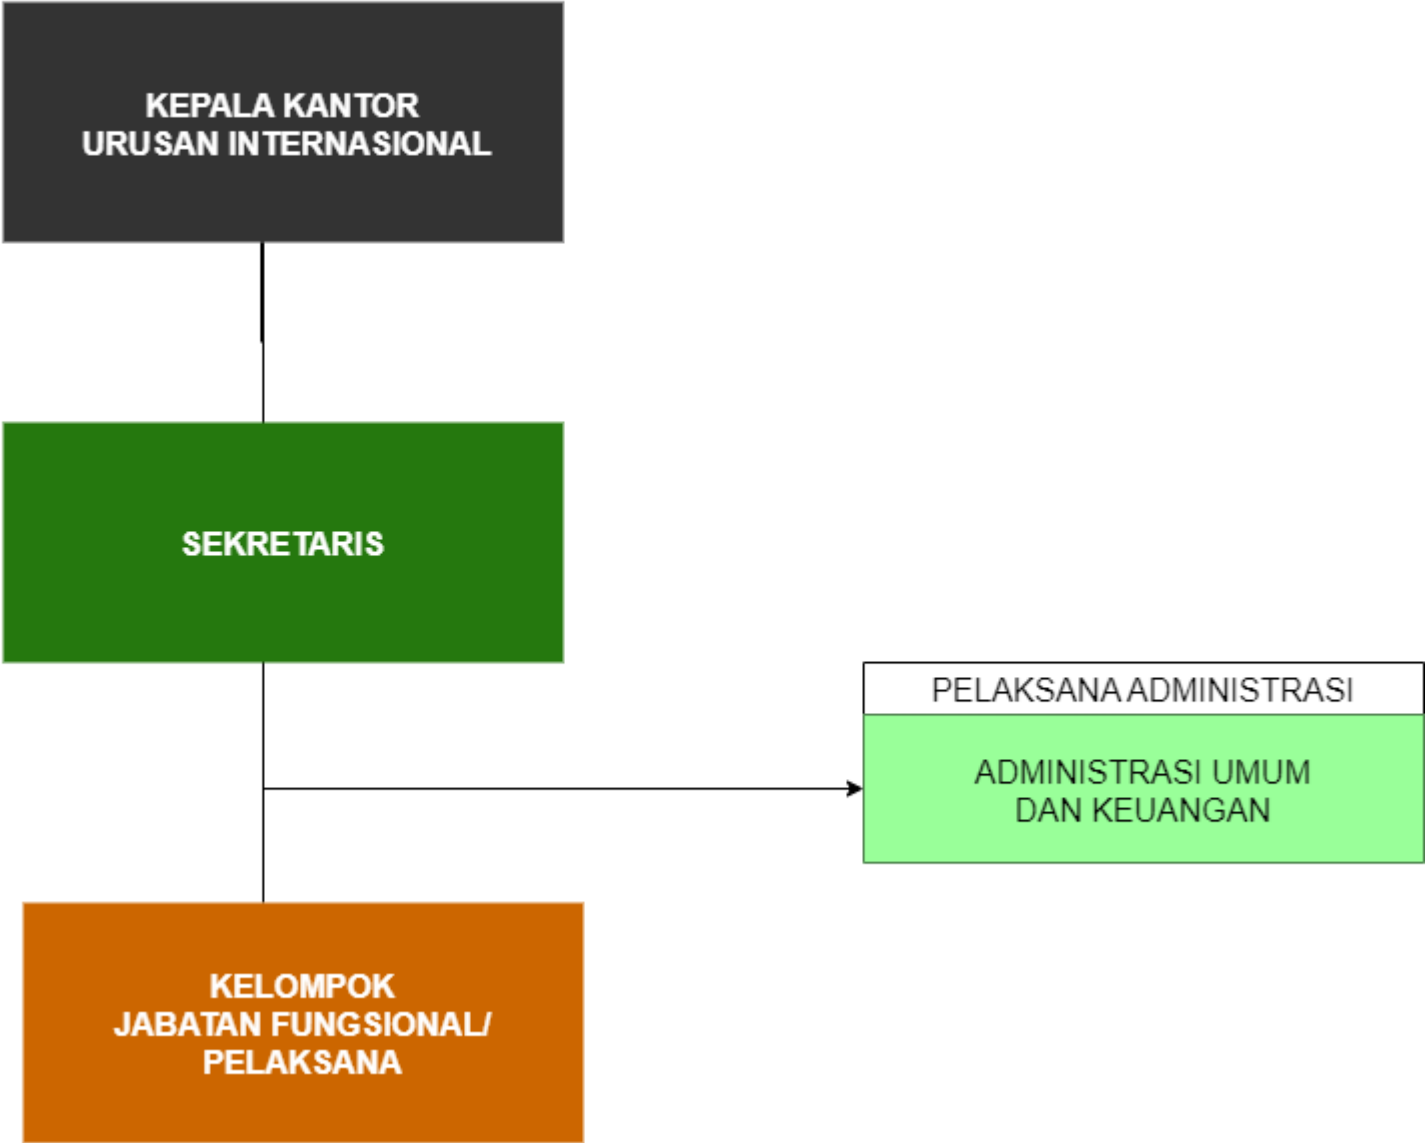 KEPALA KANTOR
URUSAN INTERNASIONAL
SEKRETARIS
PELAKSANA ADMINISTRASI
ADMINISTRASI UMUM
DAN KEUANGAN
KELOMPOK
JABATAN FUNGSIONAL/
PELAKSANA